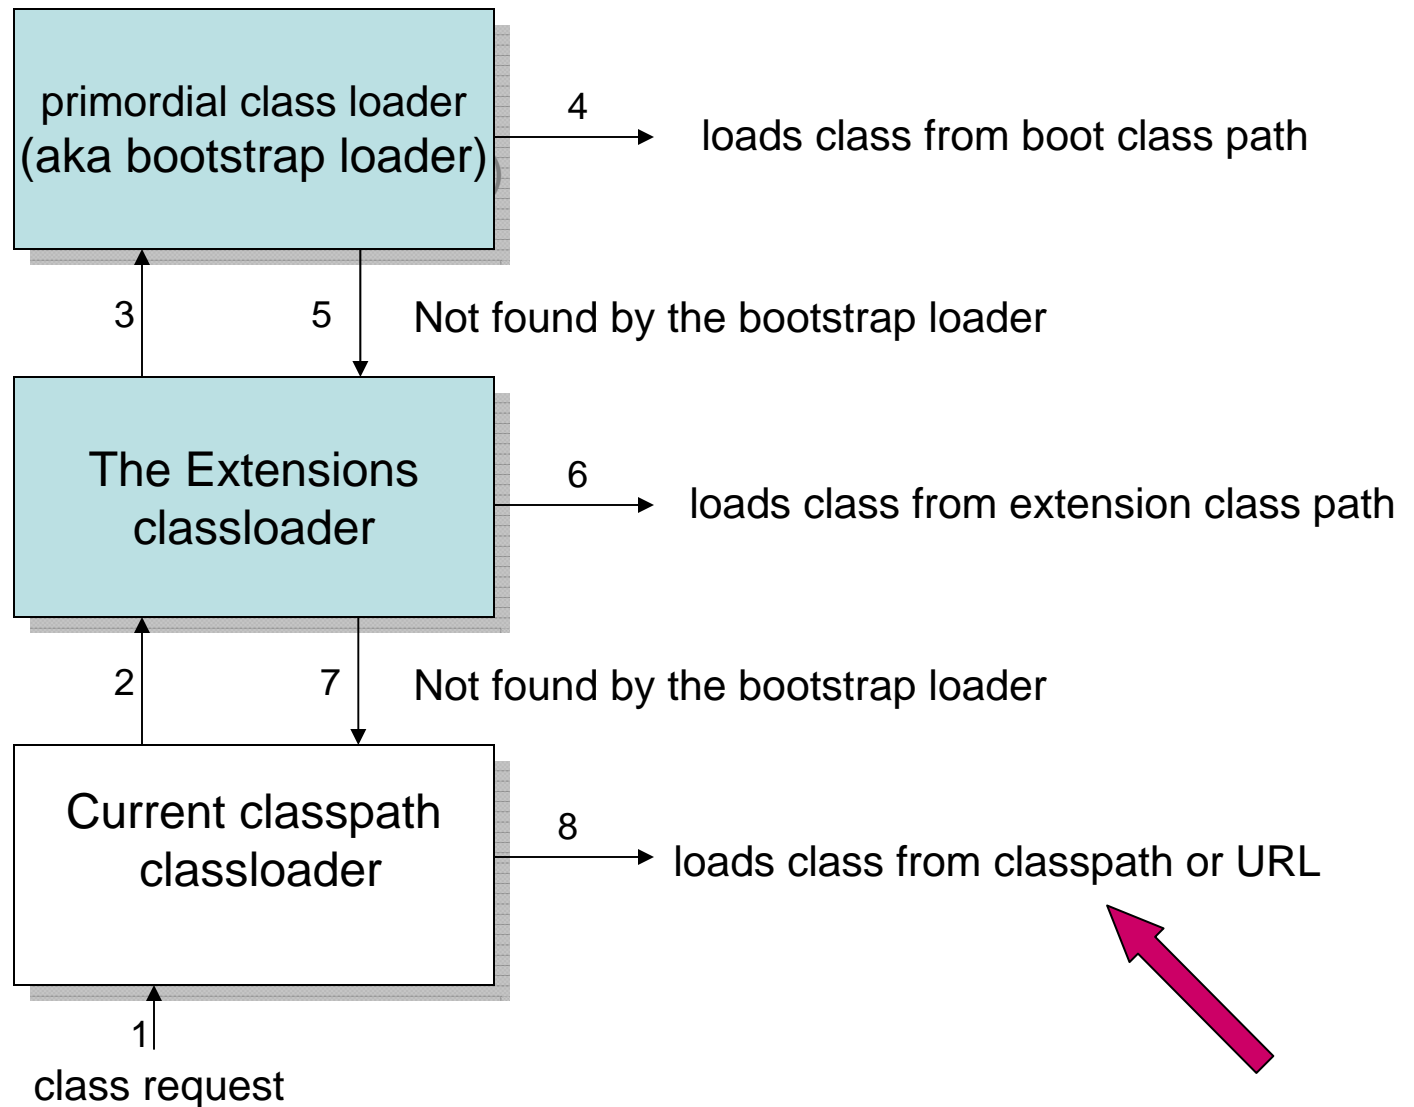 primordial class loader
(aka bootstrap loader)
4
loads class from boot class path
3
5
Not found by the bootstrap loader
The Extensions
classloader
6
loads class from extension class path
2
7
Not found by the bootstrap loader
Current classpath
classloader
8
loads class from classpath or URL
1
class request